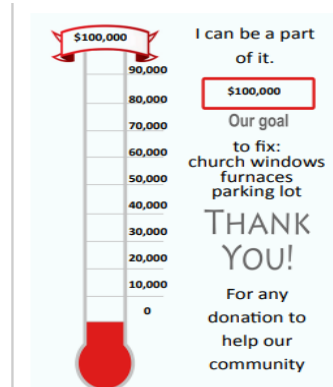 $100,000
90,000
80,000
70,000
60,000
50,000
40,000
30,000
20,000
10,000
0
I can be a part
of it.
$100,000
Our goal
to fix:
church windows
furnaces
parking lot
THANK
YOU!
For any
donation to
help our
community